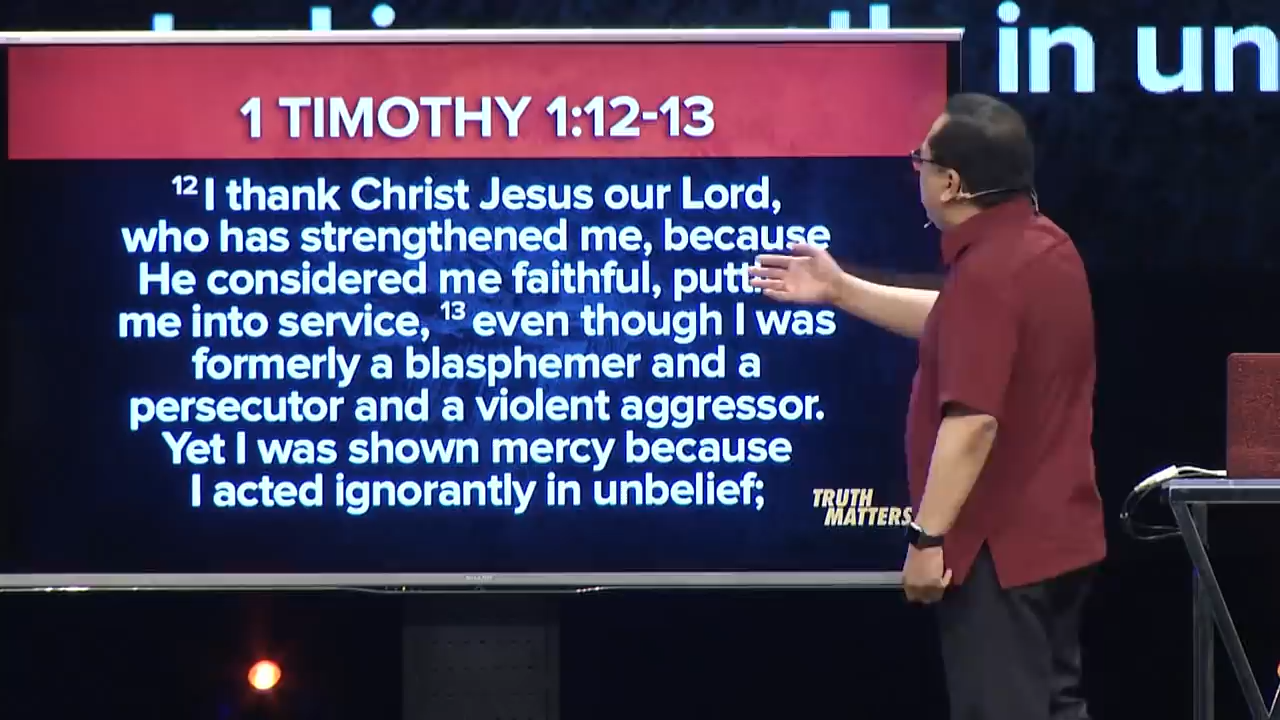 in un
1 TIMOTHY 1:12-13
12 I thank Christ Jesus our Lord,
who has strengthened me, because
He considered me faithful,
me into service, 13 even though I was
formerly a blasphemer and a
persecutor and a violent aggressor.
Yet I was shown mercy because
I acted ignorantly in unbelief;
TRUTH
MATTERS